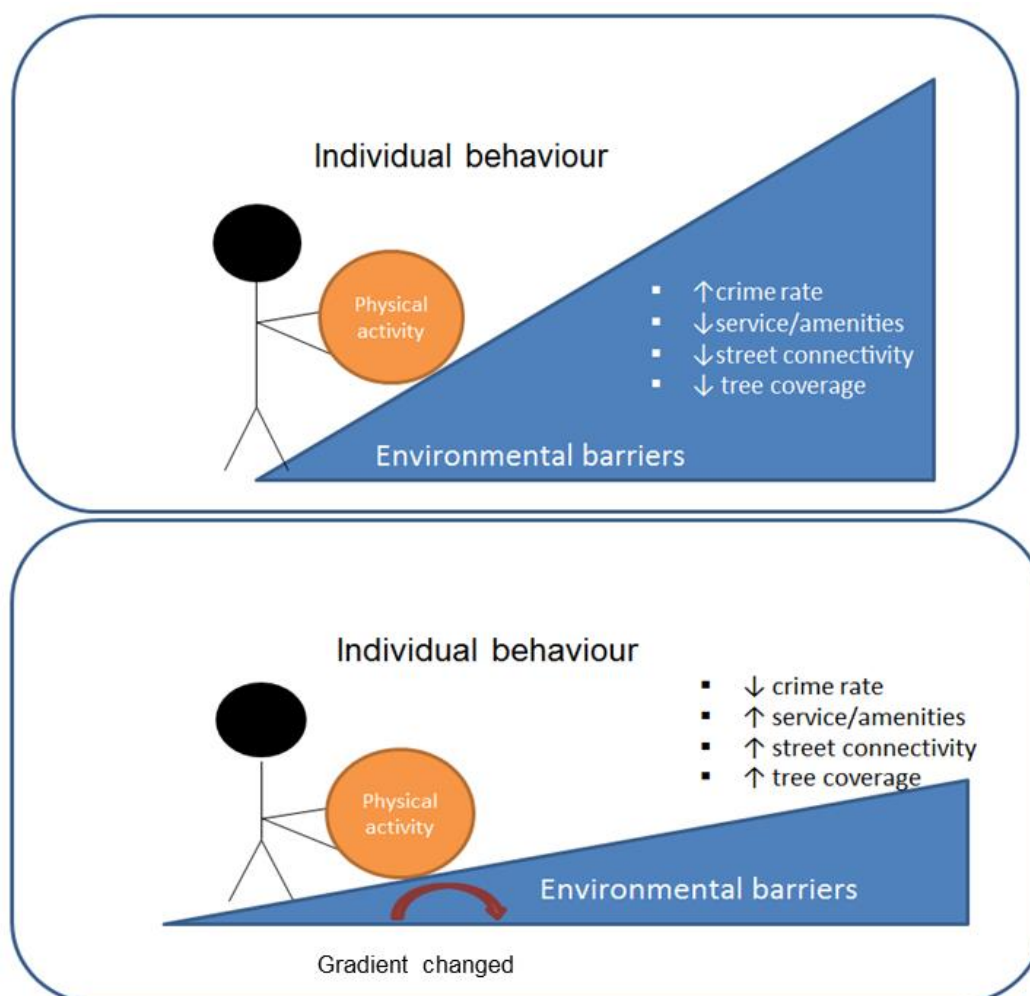 Individual behaviour
Physical
activity
▪ ↑crime rate
▪ ↓service/amenities
▪ ↓street connectivity
▪ ↓ tree coverage
Environmental barriers
Individual behaviour
▪ ↓ crime rate
▪ ↑ service/amenities
▪ ↑ street connectivity
▪ ↑ tree coverage
Physical
activity
Environmental barriers
Gradient changed